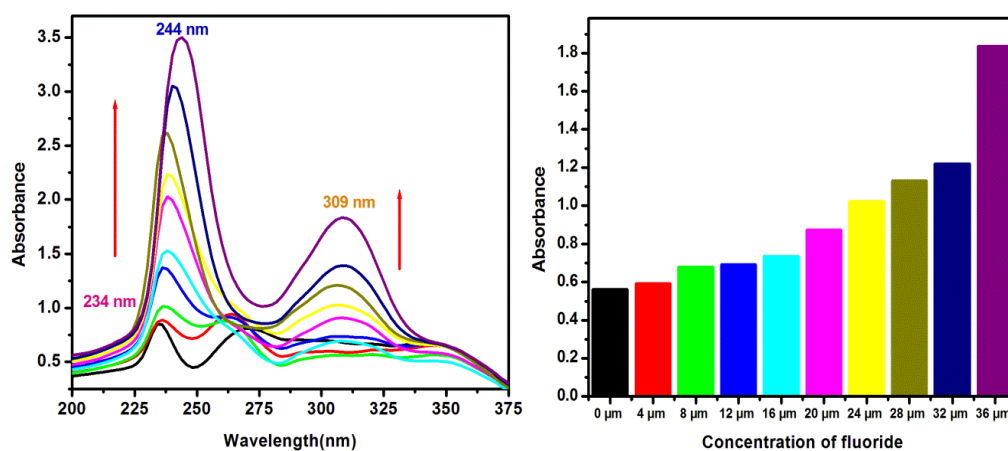 244 nm
309 nm
234 nm
3.5
3.0
2.5
2.0
1.5
1.0
0.5
Absorbance
200 225 250 275 300 325 350 375
Wavelength(nm)
1.8
1.6
1.4
1.2
1.0
0.8
0.6
0.4
0.2
0.0
Absorbance
0 µm 4 µm 8 µm 12 µm 16 µm 20 µm 24 µm 28 µm 32 µm 36 µm
Concentration of fluoride